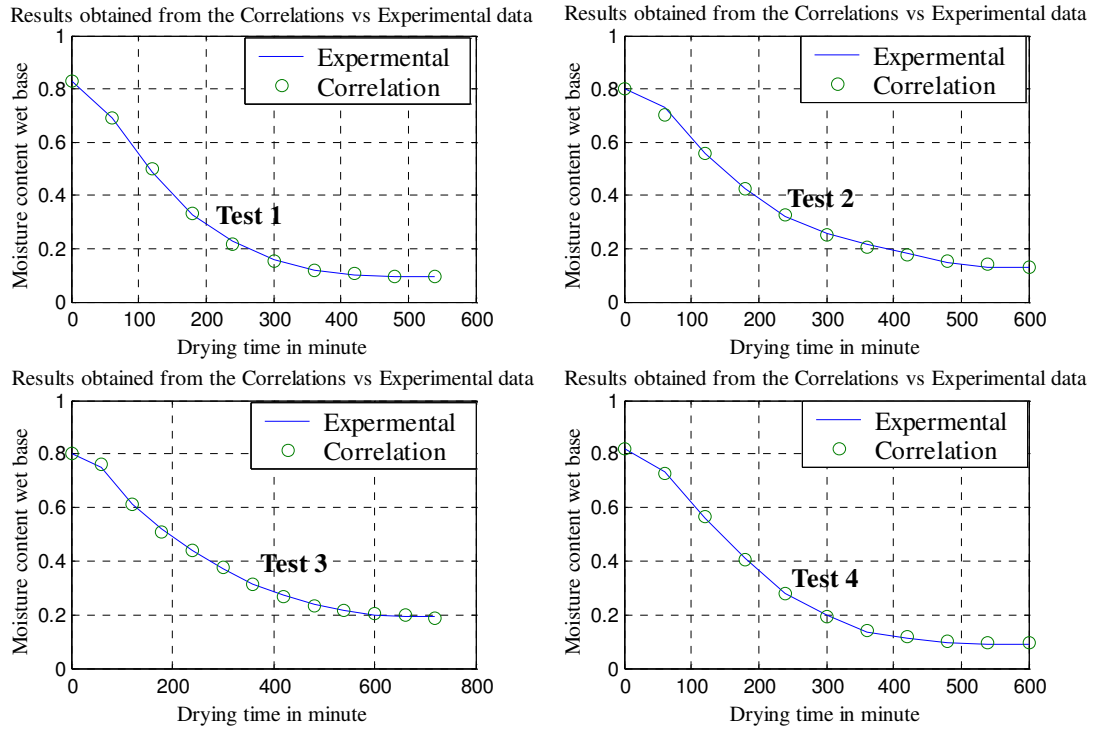 Results obtained from the Correlations vs Experimental data
Moisture content wet base
1
0.8
0.6
0.4
0.2
0
Expermental
Correlation
Test 1
0 100 200 300 400 500 600
Drying time in minute
Results obtained from the Correlations vs Experimental data
Moisture content wet base
1
0.8
0.6
0.4
0.2
0
Expermental
Correlation
Test 2
0 100 200 300 400 500 600
Drying time in minute
Results obtained from the Correlations vs Experimental data
Moisture content wet base
1
0.8
0.6
0.4
0.2
0
Expermental
Correlation
Test 3
0 200 400 600 800
Drying time in minute
Results obtained from the Correlations vs Experimental data
Moisture content wet base
1
0.8
0.6
0.4
0.2
0
Expermental
Correlation
Test 4
0 100 200 300 400 500 600
Drying time in minute